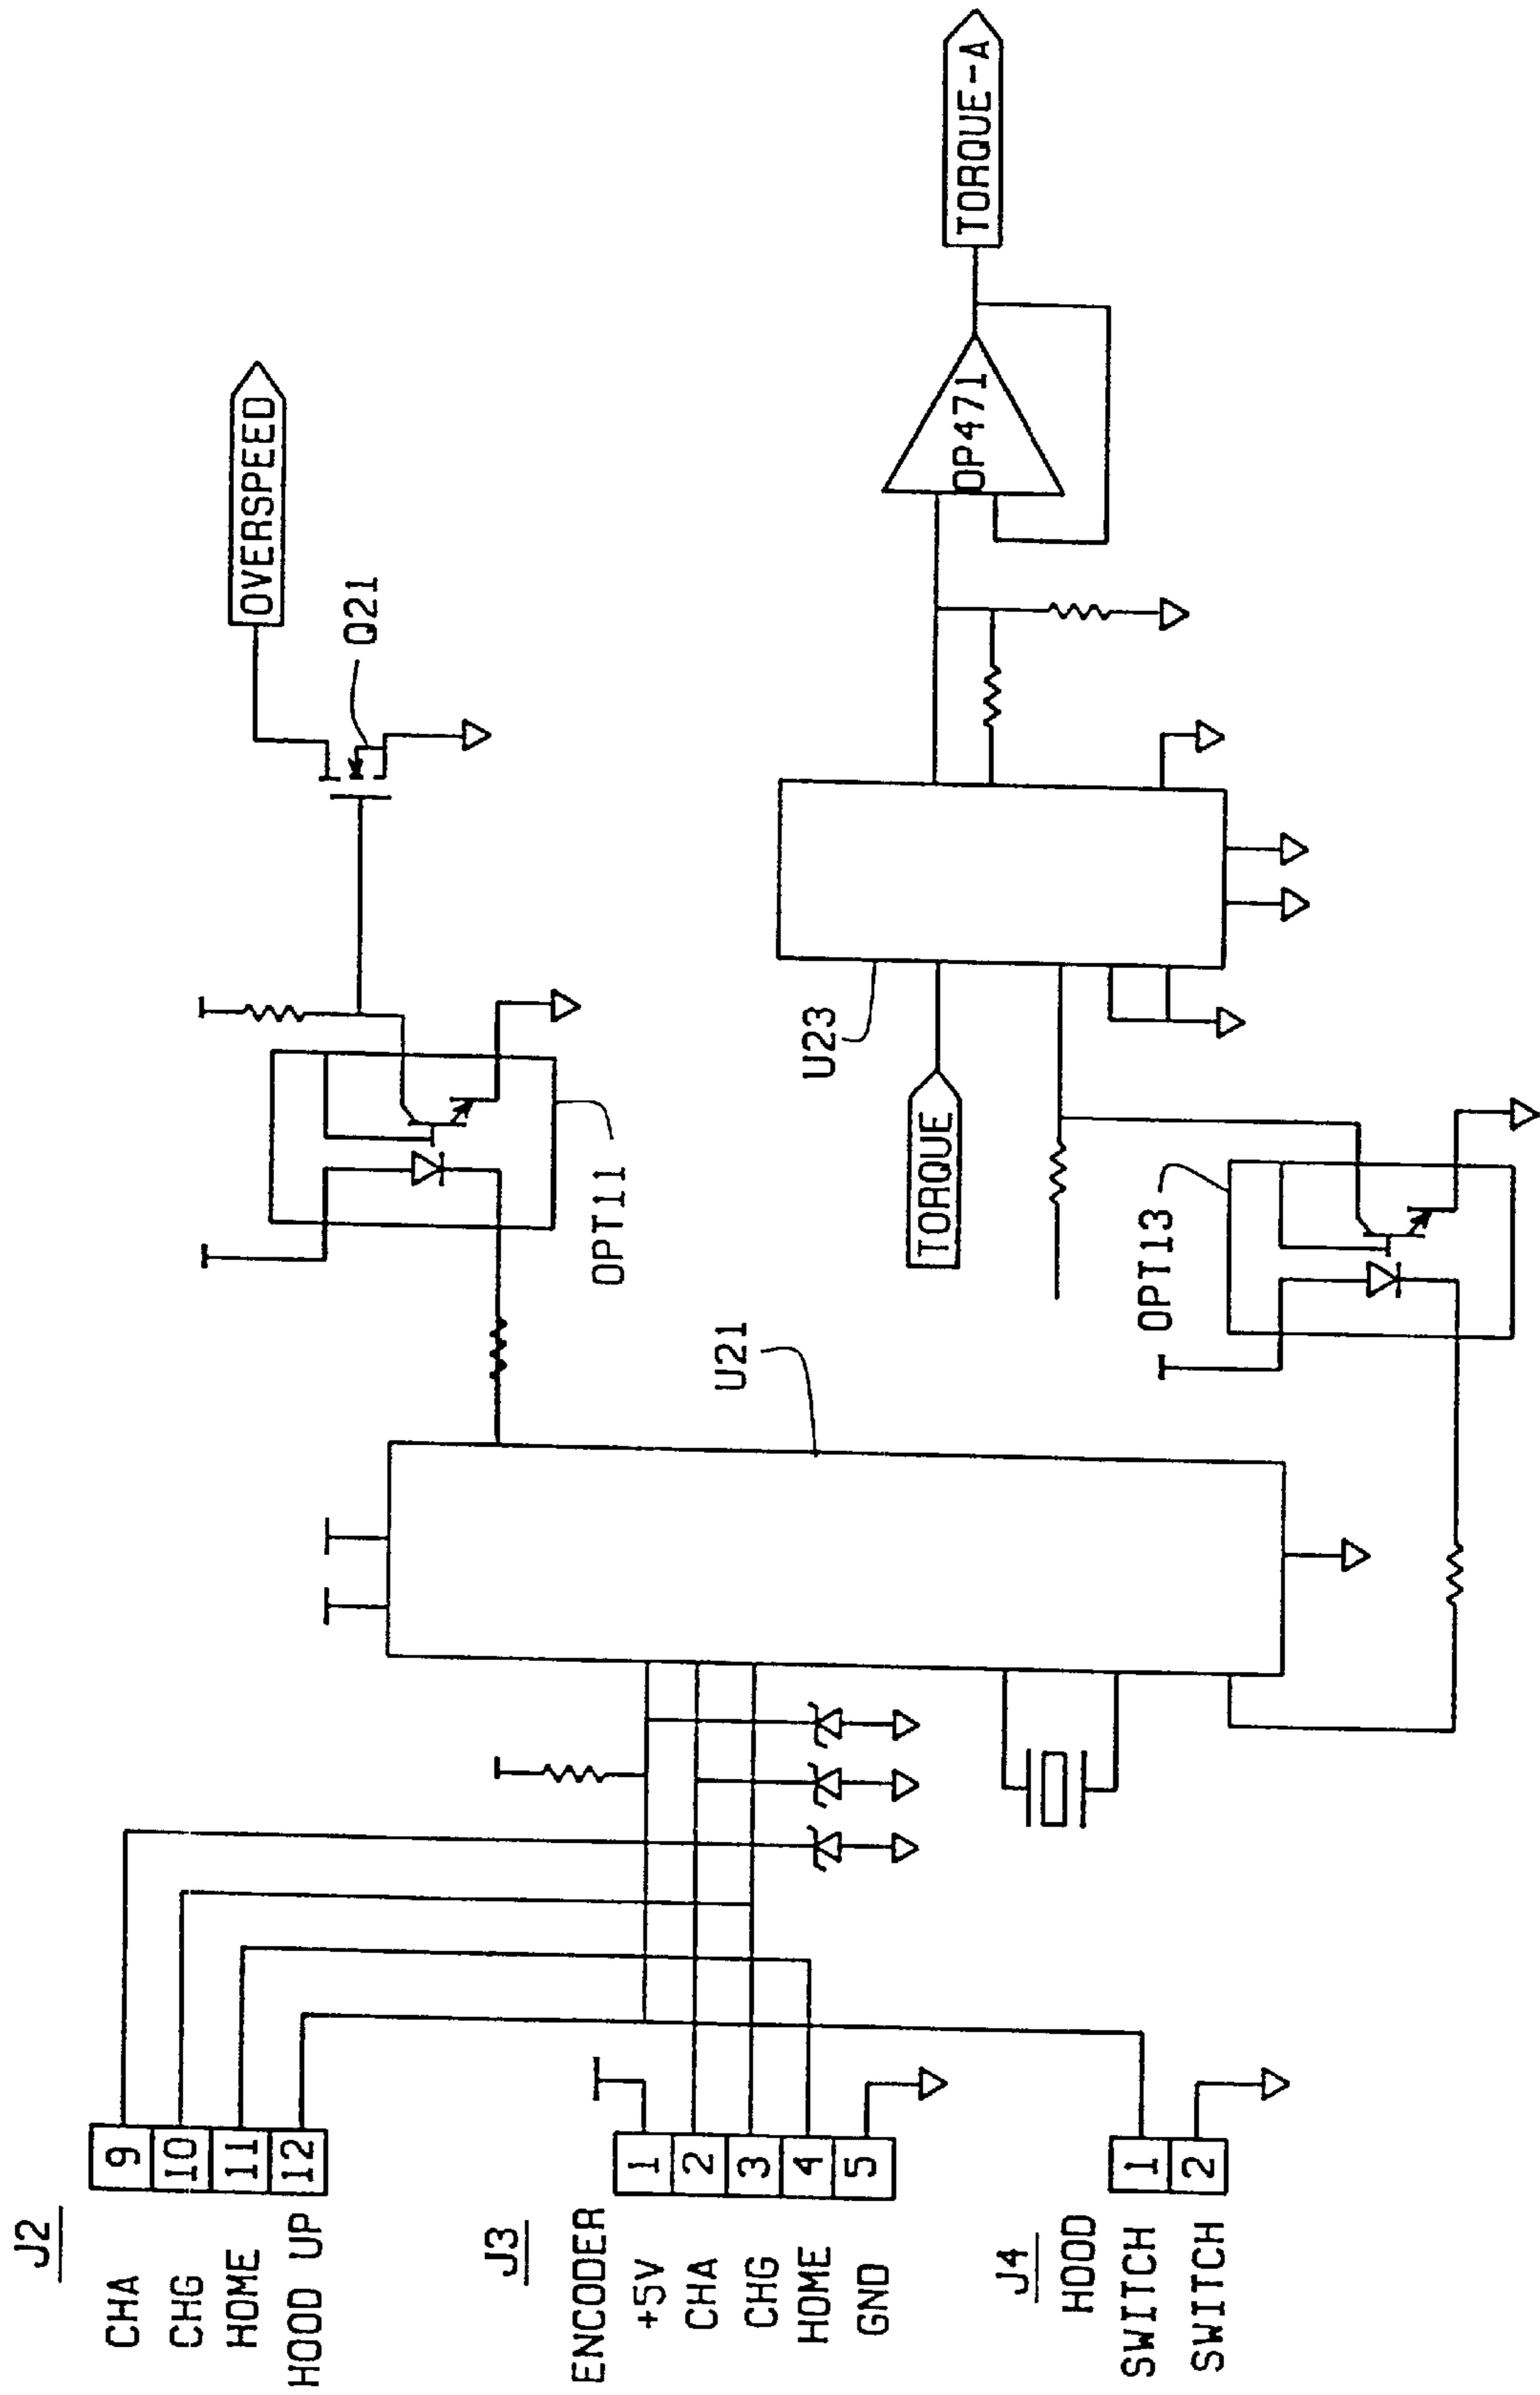 J2
CHA 9
CHG 10
HOME 11
HOOD UP 12
J3
ENCODER
+5V 1
CHA 2
CHG 3
HOME 4
GND 5
J4
HOOD
SWITCH 1
SWITCH 2
U21
OPT11
Q21
OVERSPEED
OPT13
TORQUE
U23
OP471
TORQUE-A